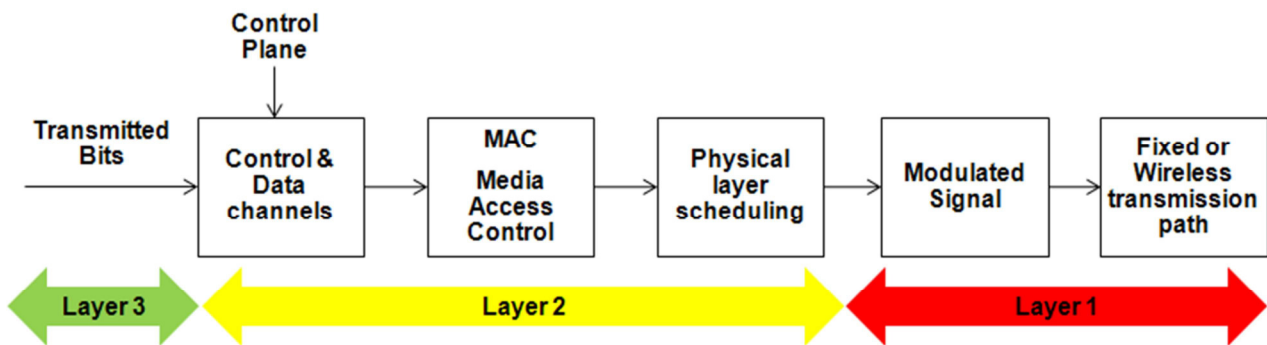 Control
Plane
Transmitted
Bits
Control &
Data
channels
MAC
Media
Access
Control
Physical
layer
scheduling
Modulated
Signal
Fixed or
Wireless
transmission
path
Layer 3
Layer 2
Layer 1